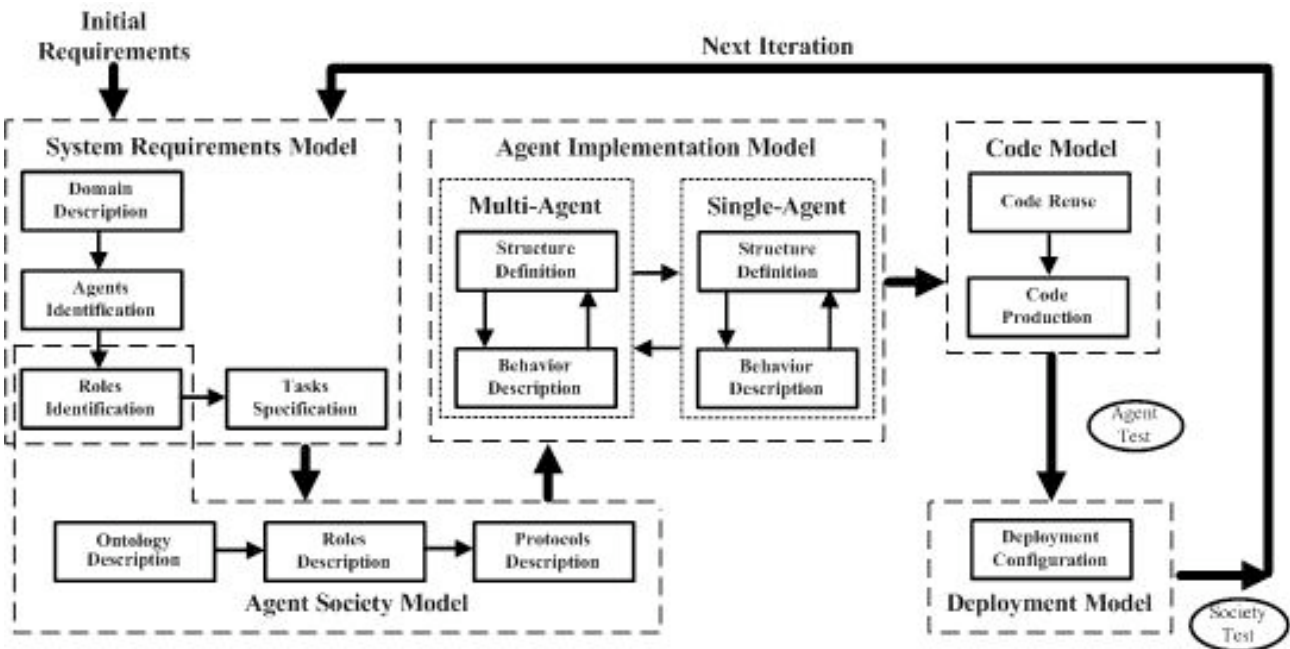 Initial
Requirements
Next Iteration
System Requirements Model
Domain
Description
Agents
Identification
Roles
Identification
Tasks
Specification
Agent Implementation Model
Multi-Agent
Structure
Definition
Behavior
Description
Single-Agent
Structure
Definition
Behavior
Description
Code Model
Code Reuse
Code
Production
Agent
Test
Ontology
Description
Roles
Description
Protocols
Description
Agent Society Model
Deployment
Configuration
Deployment Model
Society
Test